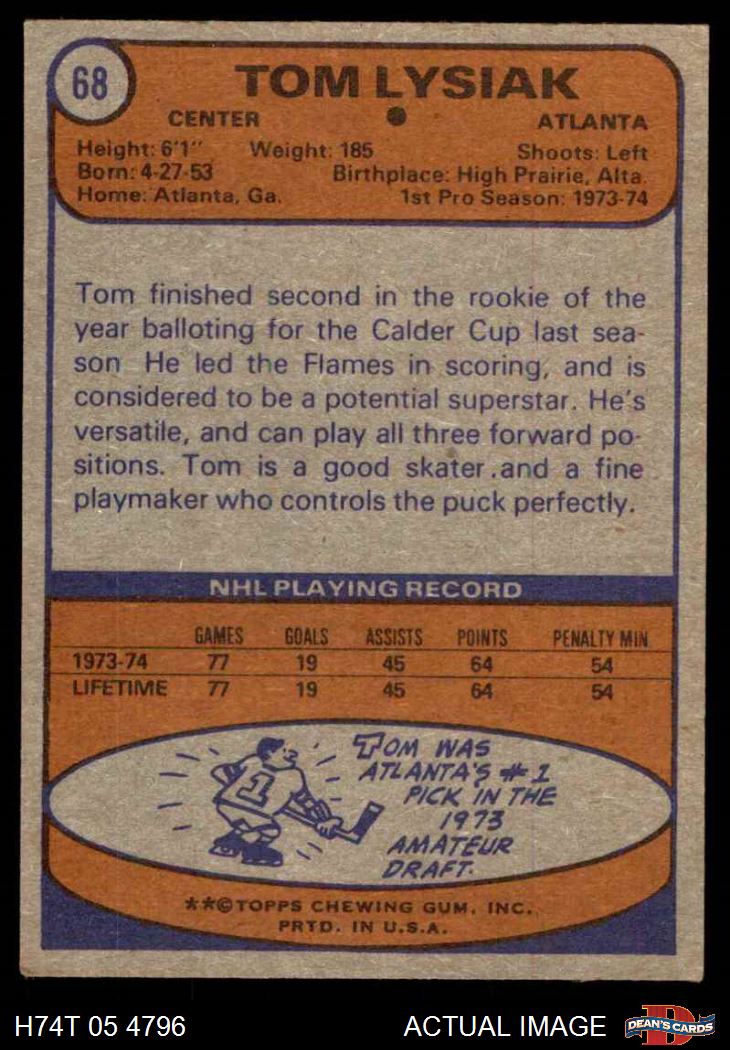 68
TOM LYSIAK
CENTER ATLANTA
Height: 6'1" Weight: 185 Shoots: Left
Born: 4-27-53 Birthplace: High Prairie, Alta.
Home: Atlanta, Ga. 1st Pro Season: 1973-74
Tom finished second in the rookie of the
year balloting for the Calder Cup last sea-
son He led the Flames in scoring, and is
considered to be a potential superstar. He's
versatile, and can play all three forward po-
sitions. Tom is a good skater.and a fine
playmaker who controls the puck perfectly.
NHL PLAYING RECORD
GAMES GOALS ASSISTS POINTS PENALTY MIN
1973-74 77 19 45 64 54
LIFETIME 77 19 45 64 54
1
TOM WAS
ATLANTA'S #1
PICK IN THE
1973
AMATEUR
DRAFT.
**©TOPPS CHEWING GUM, INC.
PRTD. IN U.S.A.
H74T 05 4796 ACTUAL IMAGE D DEAN'S CARDS